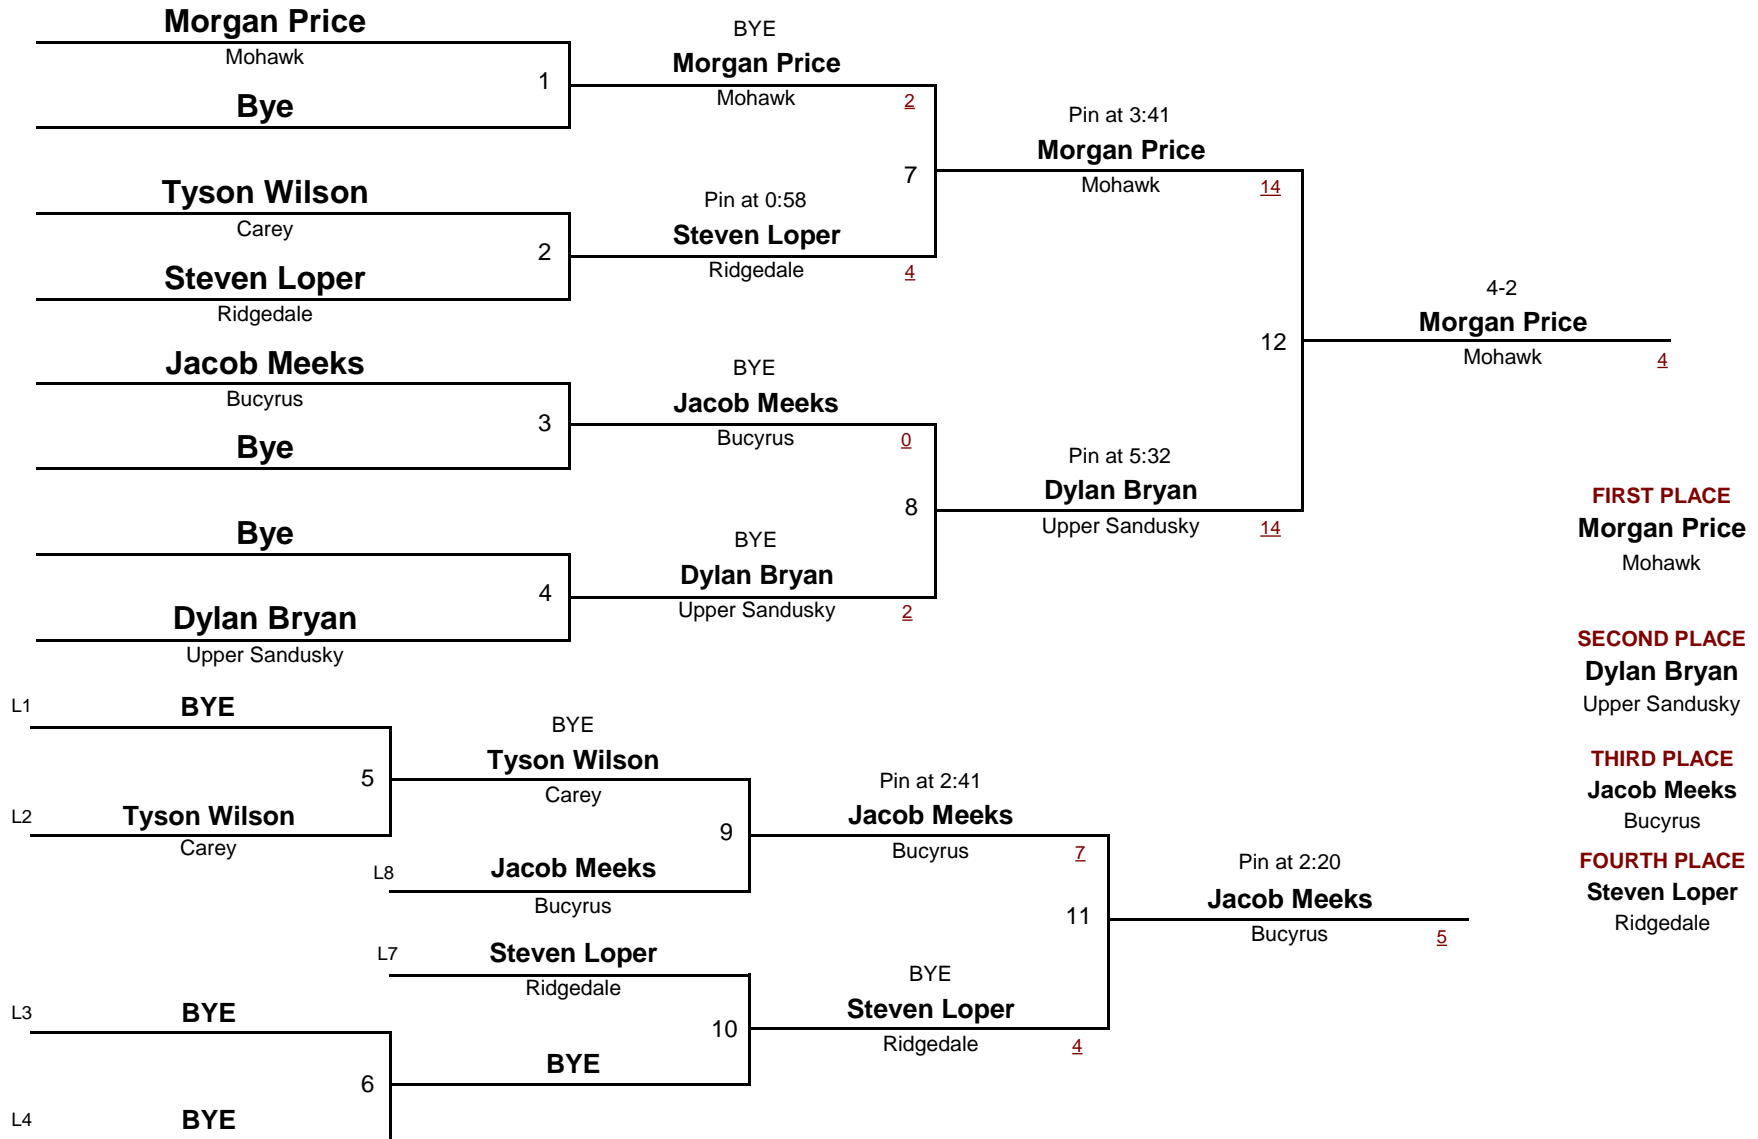 Morgan Price
Mohawk
1
Bye
BYE
Morgan Price
Mohawk
2
Tyson Wilson
Carey
2
Steven Loper
Ridgedale
Pin at 0:58
Steven Loper
Ridgedale
4
7
Pin at 3:41
Morgan Price
Mohawk
14
Jacob Meeks
Bucyrus
3
Bye
BYE
Jacob Meeks
Bucyrus
0
Bye
4
Dylan Bryan
Upper Sandusky
BYE
Dylan Bryan
Upper Sandusky
2
8
Pin at 5:32
Dylan Bryan
Upper Sandusky
14
12
4-2
Morgan Price
Mohawk
4
FIRST PLACE
Morgan Price
Mohawk
SECOND PLACE
Dylan Bryan
Upper Sandusky
THIRD PLACE
Jacob Meeks
Bucyrus
FOURTH PLACE
Steven Loper
Ridgedale
L1
BYE
5
L2
Tyson Wilson
Carey
BYE
Tyson Wilson
Carey
9
L8
Jacob Meeks
Bucyrus
Pin at 2:41
Jacob Meeks
Bucyrus
7
L7
Steven Loper
Ridgedale
10
L3
BYE
6
BYE
L4
BYE
BYE
Steven Loper
Ridgedale
4
11
Pin at 2:20
Jacob Meeks
Bucyrus
5